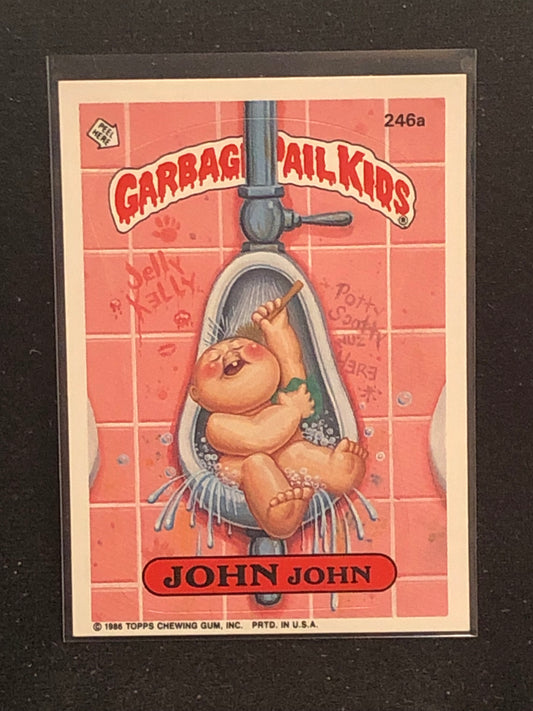 PEEL
HERE
246a
GARBAGE PAIL KIDS
®
Jelly
KELLY
Potty
Scotty
wuz
HERE
JOHN JOHN
© 1986 TOPPS CHEWING GUM, INC. PRTD. IN U.S.A.